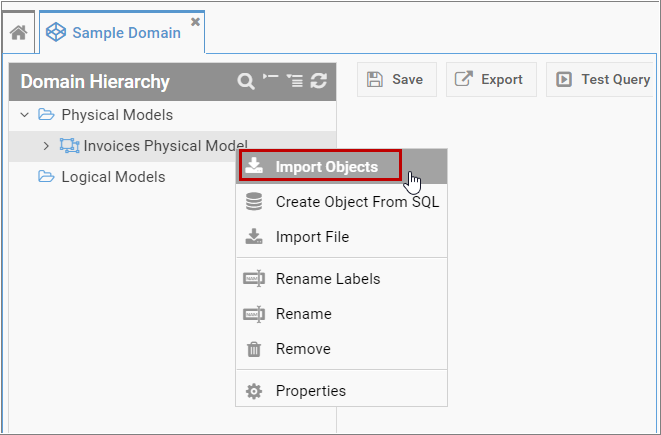 Sample Domain
Domain Hierarchy
Save
Export
Test Query
Physical Models
Invoices Physical Model
Logical Models
Import Objects
Create Object From SQL
Import File
Rename Labels
Rename
Remove
Properties